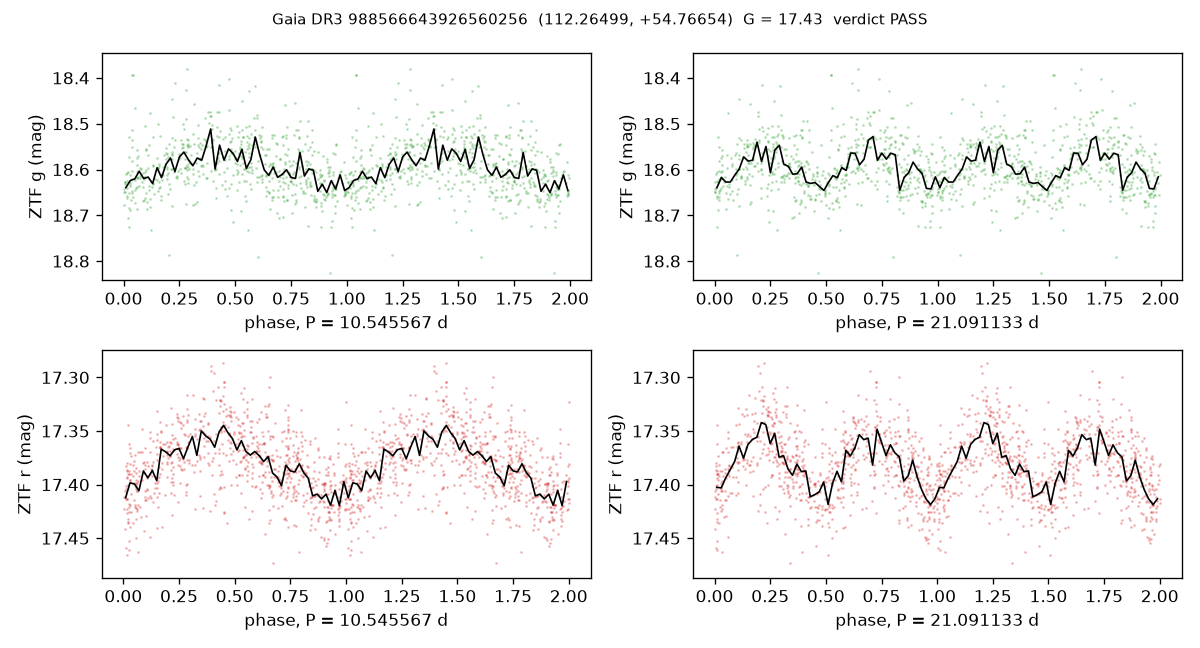 Gaia DR3 988566643926560256 (112.26499, +54.76654) G = 17.43 verdict PASS
18.4
18.5
18.6
18.7
18.8
ZTF g (mag)
0.00 0.25 0.50 0.75 1.00 1.25 1.50 1.75 2.00
phase, P = 10.545567 d
18.4
18.5
18.6
18.7
18.8
ZTF g (mag)
0.00 0.25 0.50 0.75 1.00 1.25 1.50 1.75 2.00
phase, P = 21.091133 d
17.30
17.35
17.40
17.45
ZTF r (mag)
0.00 0.25 0.50 0.75 1.00 1.25 1.50 1.75 2.00
phase, P = 10.545567 d
17.30
17.35
17.40
17.45
ZTF r (mag)
0.00 0.25 0.50 0.75 1.00 1.25 1.50 1.75 2.00
phase, P = 21.091133 d